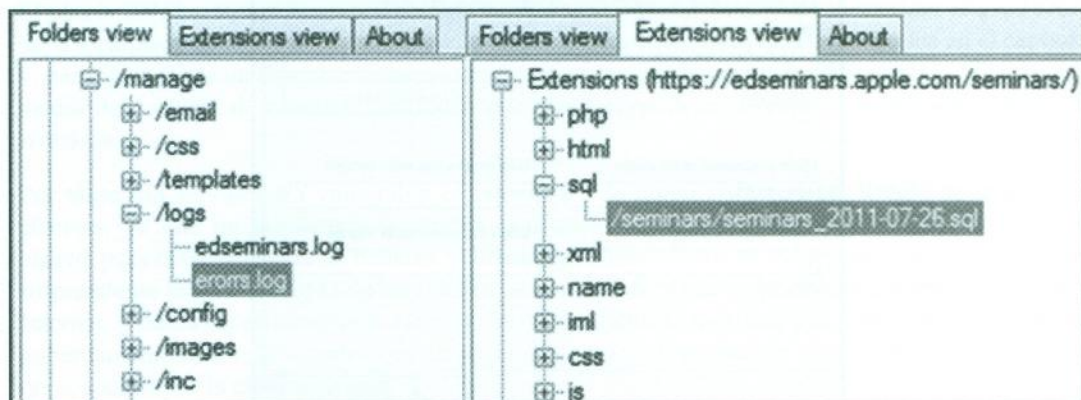 Folders view Extensions view About
/manage
/email
/css
/templates
/logs
edseminars.log
erorrs.log
/config
/images
/inc
Folders view Extensions view About
Extensions (https://edseminars.apple.com/seminars/)
php
html
sql
/seminars/seminars_2011-07-26.sql
xml
name
iml
css
js